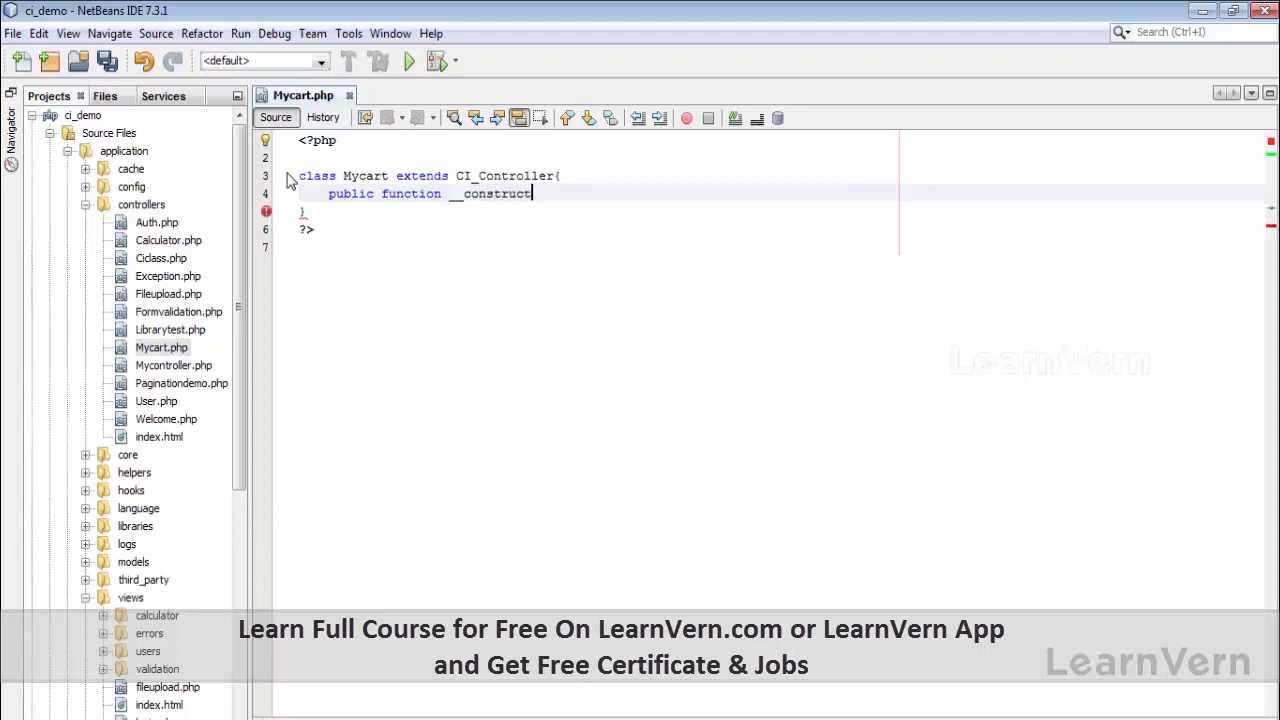 ci_demo - NetBeans IDE 7.3.1
File Edit View Navigate Source Refactor Run Debug Team Tools Window Help
Search (Ctrl+I)
<default>
Projects Files Services
Mycart.php
Navigator
Source History
ci_demo
Source Files
application
cache
config
controllers
Auth.php
Calculator.php
Ciclass.php
Exception.php
Fileupload.php
Formvalidation.php
Librarytest.php
Mycart.php
Mycontroller.php
Paginationdemo.php
User.php
Welcome.php
index.html
core
helpers
hooks
language
libraries
logs
models
third_party
views
calculator
errors
users
validation
fileupload.php
index.html
<?php
2
3 class Mycart extends CI_Controller{
4 public function __construct
}
6 ?>
7
LearnVern
Learn Full Course for Free On LearnVern.com or LearnVern App
and Get Free Certificate & Jobs
LearnVern